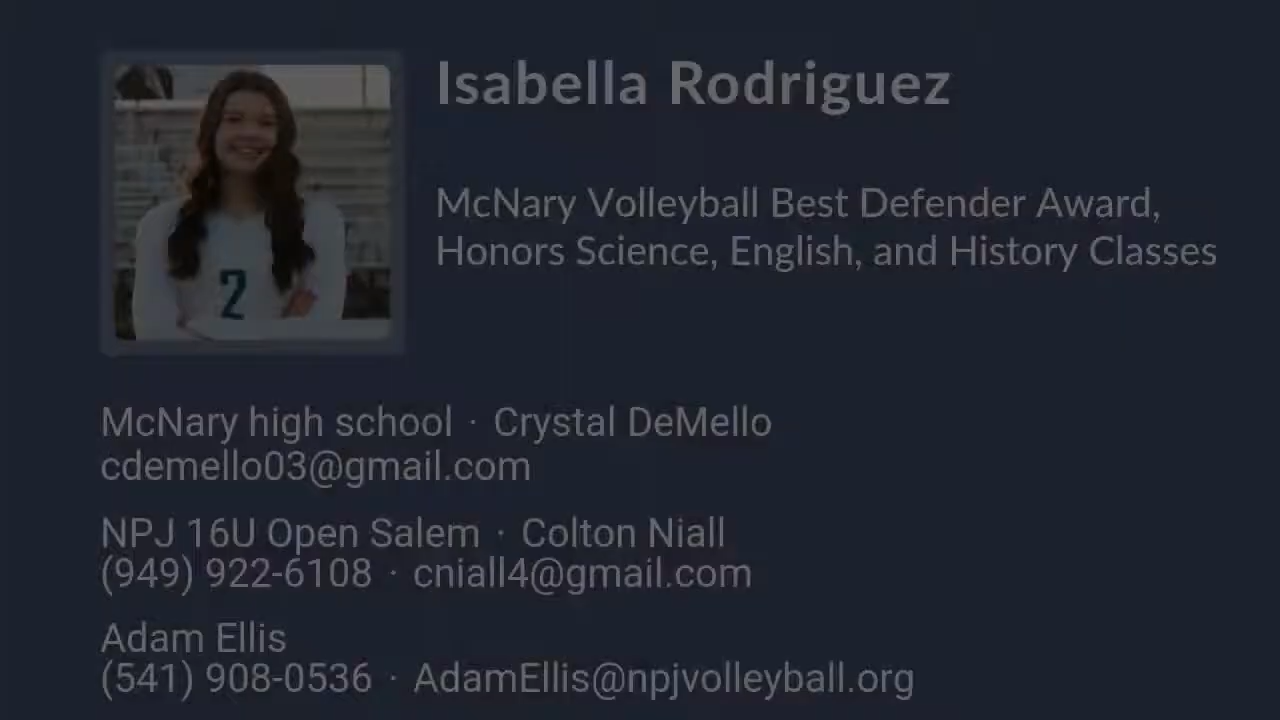 Isabella Rodriguez
McNary Volleyball Best Defender Award,
Honors Science, English, and History Classes
2
McNary high school · Crystal DeMello
cdemello03@gmail.com
NPJ 16U Open Salem · Colton Niall
(949) 922-6108 · cniall4@gmail.com
Adam Ellis
(541) 908-0536 · AdamEllis@npjvolleyball.org